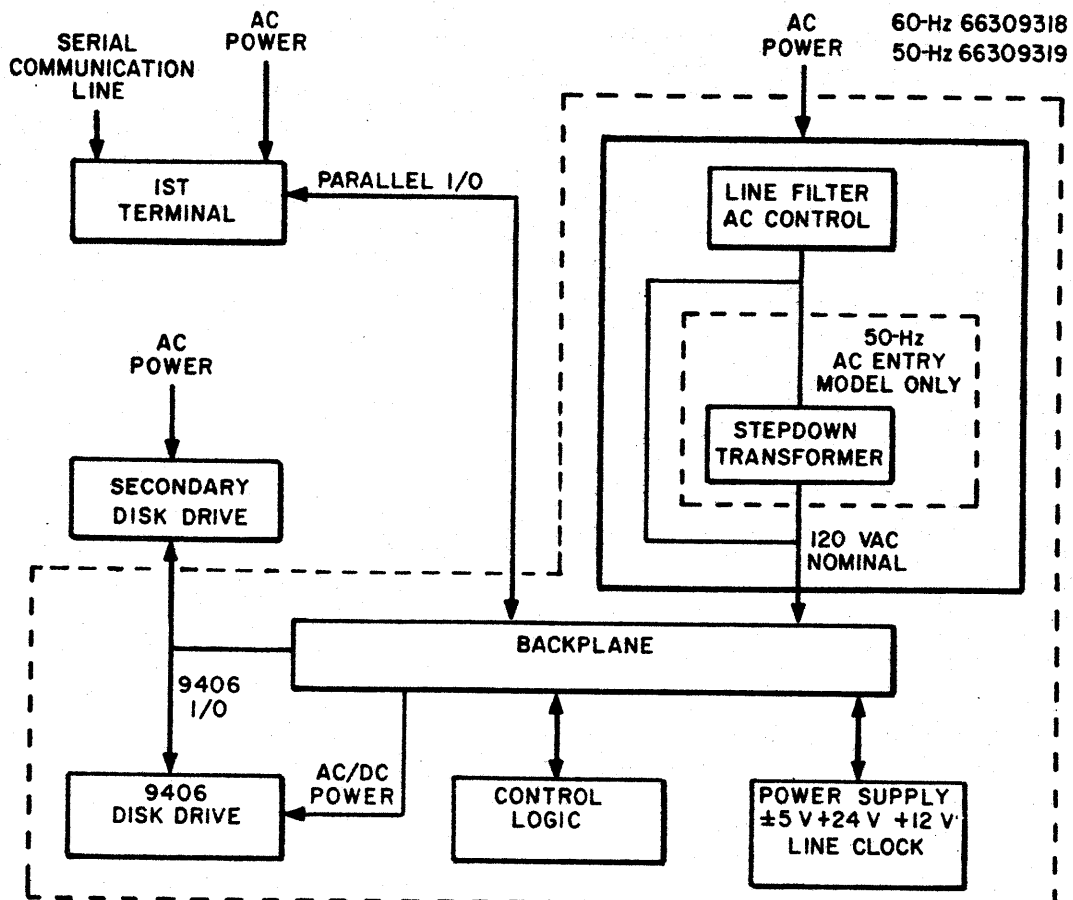 SERIAL
COMMUNICATION
LINE
AC
POWER
AC
POWER
60-Hz 66309318
50-Hz 66309319
IST
TERMINAL
PARALLEL I/O
LINE FILTER
AC CONTROL
50-Hz
AC ENTRY
MODEL ONLY
STEPDOWN
TRANSFORMER
120 VAC
NOMINAL
AC
POWER
SECONDARY
DISK DRIVE
BACKPLANE
9406
I/O
AC/DC
POWER
9406
DISK DRIVE
CONTROL
LOGIC
POWER SUPPLY
±5 V +24 V +12 V
LINE CLOCK